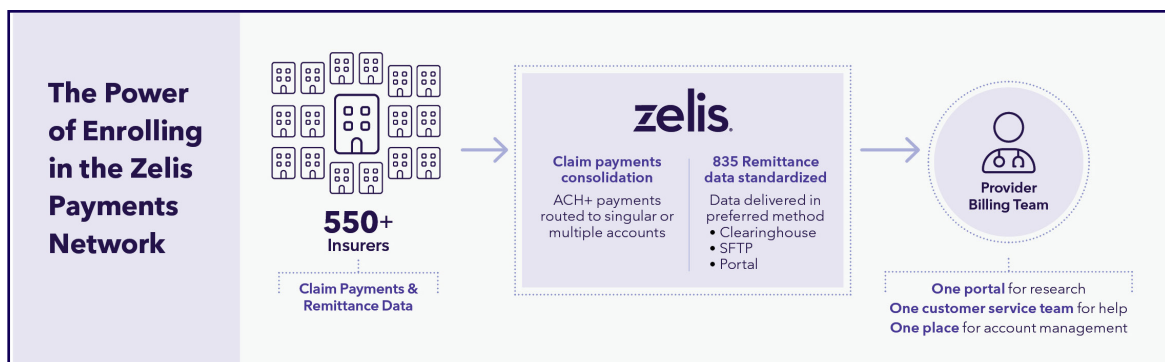 The Power
of Enrolling
in the Zelis
Payments
Network
550+
Insurers
Claim Payments &
Remittance Data
zelis.
Claim payments
consolidation
ACH+ payments
routed to singular or
multiple accounts
835 Remittance
data standardized
Data delivered in
preferred method
• Clearinghouse
• SFTP
• Portal
Provider
Billing Team
One portal for research
One customer service team for help
One place for account management